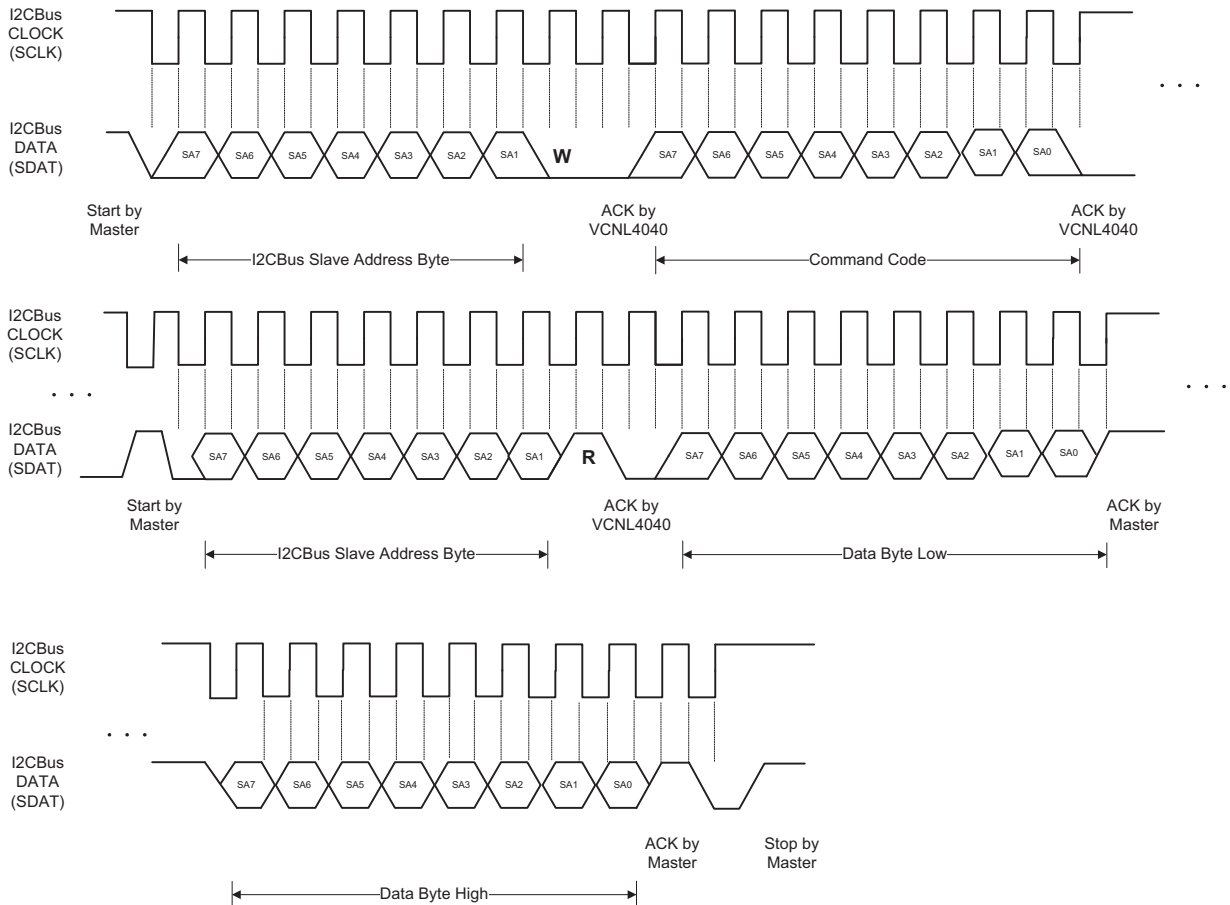 I2CBus
CLOCK
(SCLK)
. . .
I2CBus
DATA
(SDAT)
SA7 SA6 SA5 SA4 SA3 SA2 SA1 W SA7 SA6 SA5 SA4 SA3 SA2 SA1 SA0
Start by
Master
ACK by
VCNL4040
ACK by
VCNL4040
I2CBus Slave Address Byte
Command Code
I2CBus
CLOCK
(SCLK)
. . .
. . .
I2CBus
DATA
(SDAT)
SA7 SA6 SA5 SA4 SA3 SA2 SA1 R SA7 SA6 SA5 SA4 SA3 SA2 SA1 SA0
Start by
Master
ACK by
VCNL4040
ACK by
Master
I2CBus Slave Address Byte
Data Byte Low
I2CBus
CLOCK
(SCLK)
. . .
I2CBus
DATA
(SDAT)
SA7 SA6 SA5 SA4 SA3 SA2 SA1 SA0
ACK by
Master
Stop by
Master
Data Byte High